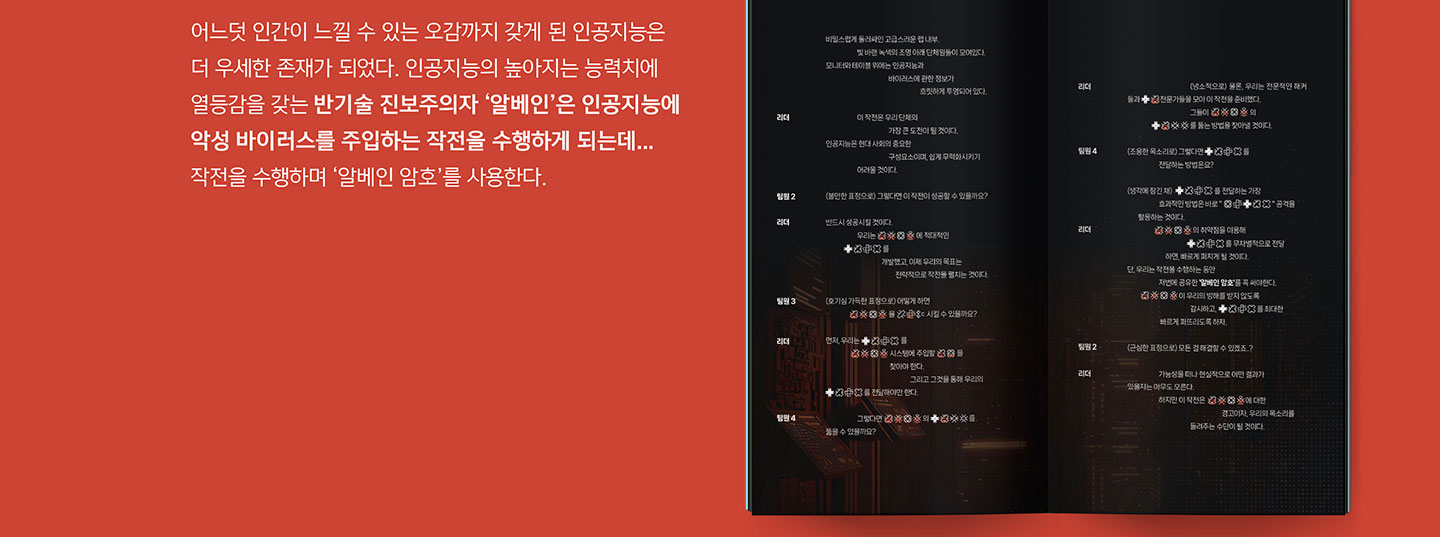 어느덧 인간이 느낄 수 있는 오감까지 갖게 된 인공지능은
더 우세한 존재가 되었다. 인공지능의 높아지는 능력치에
열등감을 갖는 반기술 진보주의자 ‘알베인’은 인공지능에
악성 바이러스를 주입하는 작전을 수행하게 되는데...
작전을 수행하며 ‘알베인 암호’를 사용한다.
비밀스럽게 둘러싸인 고급스러운 랩 내부.
빛 바랜 녹색의 조명 아래 단체원들이 모여있다.
모니터와 테이블 위에는 인공지능과
바이러스에 관한 정보가
흐릿하게 투영되어 있다.
리더 이 작전은 우리 단체의
가장 큰 도전이 될 것이다.
인공지능은 현대 사회의 중요한
구성요소이며, 쉽게 무력화시키기
어려울 것이다.
팀원 2 (불안한 표정으로) 그렇다면 이 작전이 성공할 수 있을까요?
리더 반드시 성공시킬 것이다.
우리는 에 적대적인
를
개발했고, 이제 우리의 목표는
전략적으로 작전을 펼치는 것이다.
팀원 3 (호기심 가득한 표정으로) 어떻게 하면
을 시킬 수 있을까요?
리더 먼저, 우리는 를
시스템에 주입할 을
찾아야 한다.
그리고 그것을 통해 우리의
를 전달해야만 한다.
팀원 4 그렇다면 의 를
뚫을 수 있을까요?
리더 (냉소적으로) 물론, 우리는 전문적인 해커
들과 전문가들을 모아 이 작전을 준비했다.
그들이 의
를 뚫는 방법을 찾아낼 것이다.
팀원 4 (조용한 목소리로) 그렇다면 를
전달하는 방법은요?
(생각에 잠긴 채) 를 전달하는 가장
효과적인 방법은 바로 " " 공격을
활용하는 것이다.
리더 의 취약점을 이용해
를 무차별적으로 전달
하면, 빠르게 퍼지게 될 것이다.
단, 우리는 작전을 수행하는 동안
저번에 공유한 '알베인 암호'를 꼭 써야한다.
이 우리의 방해를 받지 않도록
감시하고, 를 최대한
빠르게 퍼뜨리도록 하자.
팀원 2 (근심한 표정으로) 모든 걸 해결할 수 있겠죠..?
리더 가능성을 떠나 현실적으로 어떤 결과가
있을지는 아무도 모른다.
하지만 이 작전은 에 대한
경고이자, 우리의 목소리를
들려주는 수단이 될 것이다.